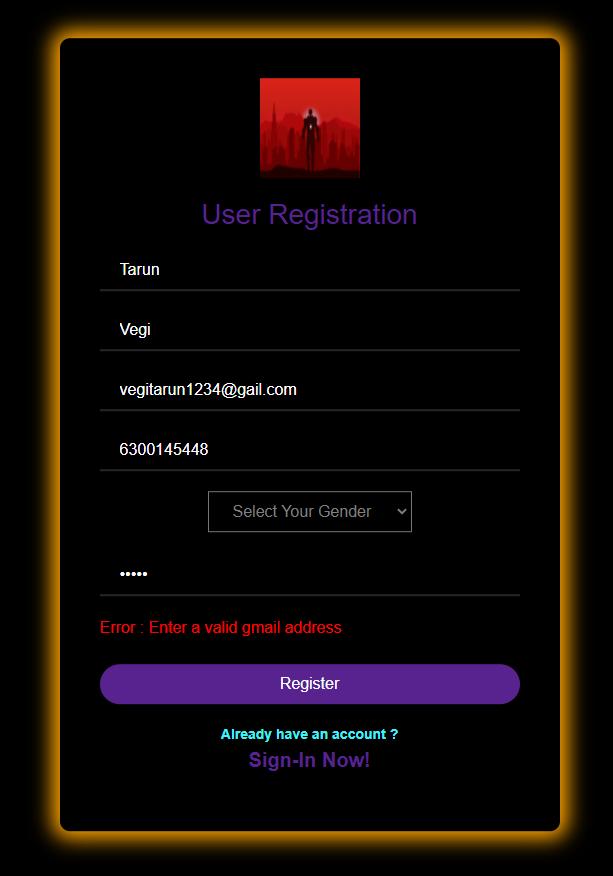 User Registration
Tarun
Vegi
vegitarun1234@gail.com
6300145448
Select Your Gender
•••••
Error : Enter a valid gmail address
Register
Already have an account ?
Sign-In Now!